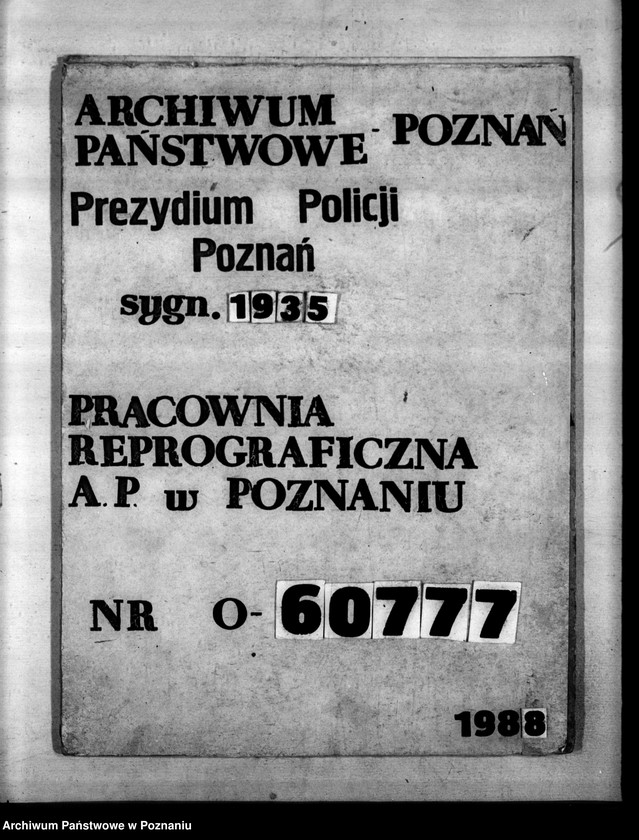 ARCHIWUM
PAŃSTWOWE - POZNAŃ
Prezydium Policji
Poznań
sygn. 1935
PRACOWNIA
REPROGRAFICZNA
A.P. w POZNANIU
NR O-60777
1988
Archiwum Państwowe w Poznaniu